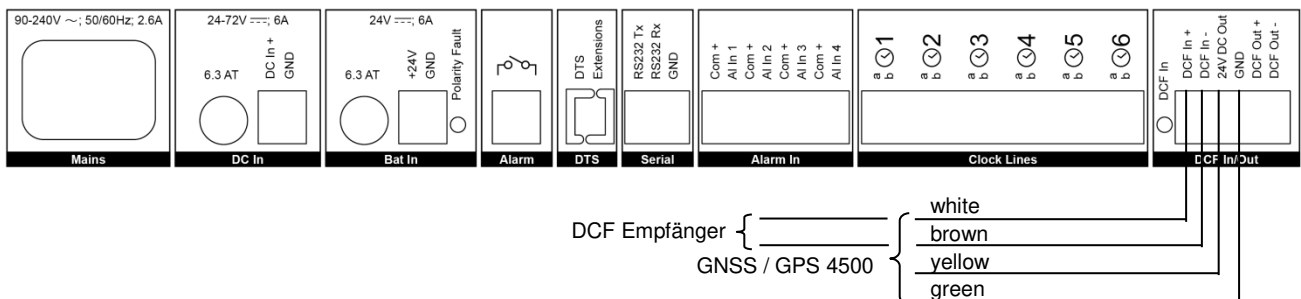 90-240V ～; 50/60Hz; 2.6A
Mains
24-72V ⎓; 6A
6.3 AT
DC In +
GND
DC In
24V ⎓; 6A
6.3 AT
+24V
GND
Polarity Fault
Bat In
Alarm
DTS
Extensions
DTS
RS232 Tx
RS232 Rx
GND
Serial
Com +
Al In 1
Com +
Al In 2
Com +
Al In 3
Com +
Al In 4
Alarm In
a b 1
a b 2
a b 3
a b 4
a b 5
a b 6
Clock Lines
DCF In
DCF In +
DCF In -
24V DC Out
GND
DCF Out +
DCF Out -
DCF In/Out
DCF Empfänger
GNSS / GPS 4500
white
brown
yellow
green